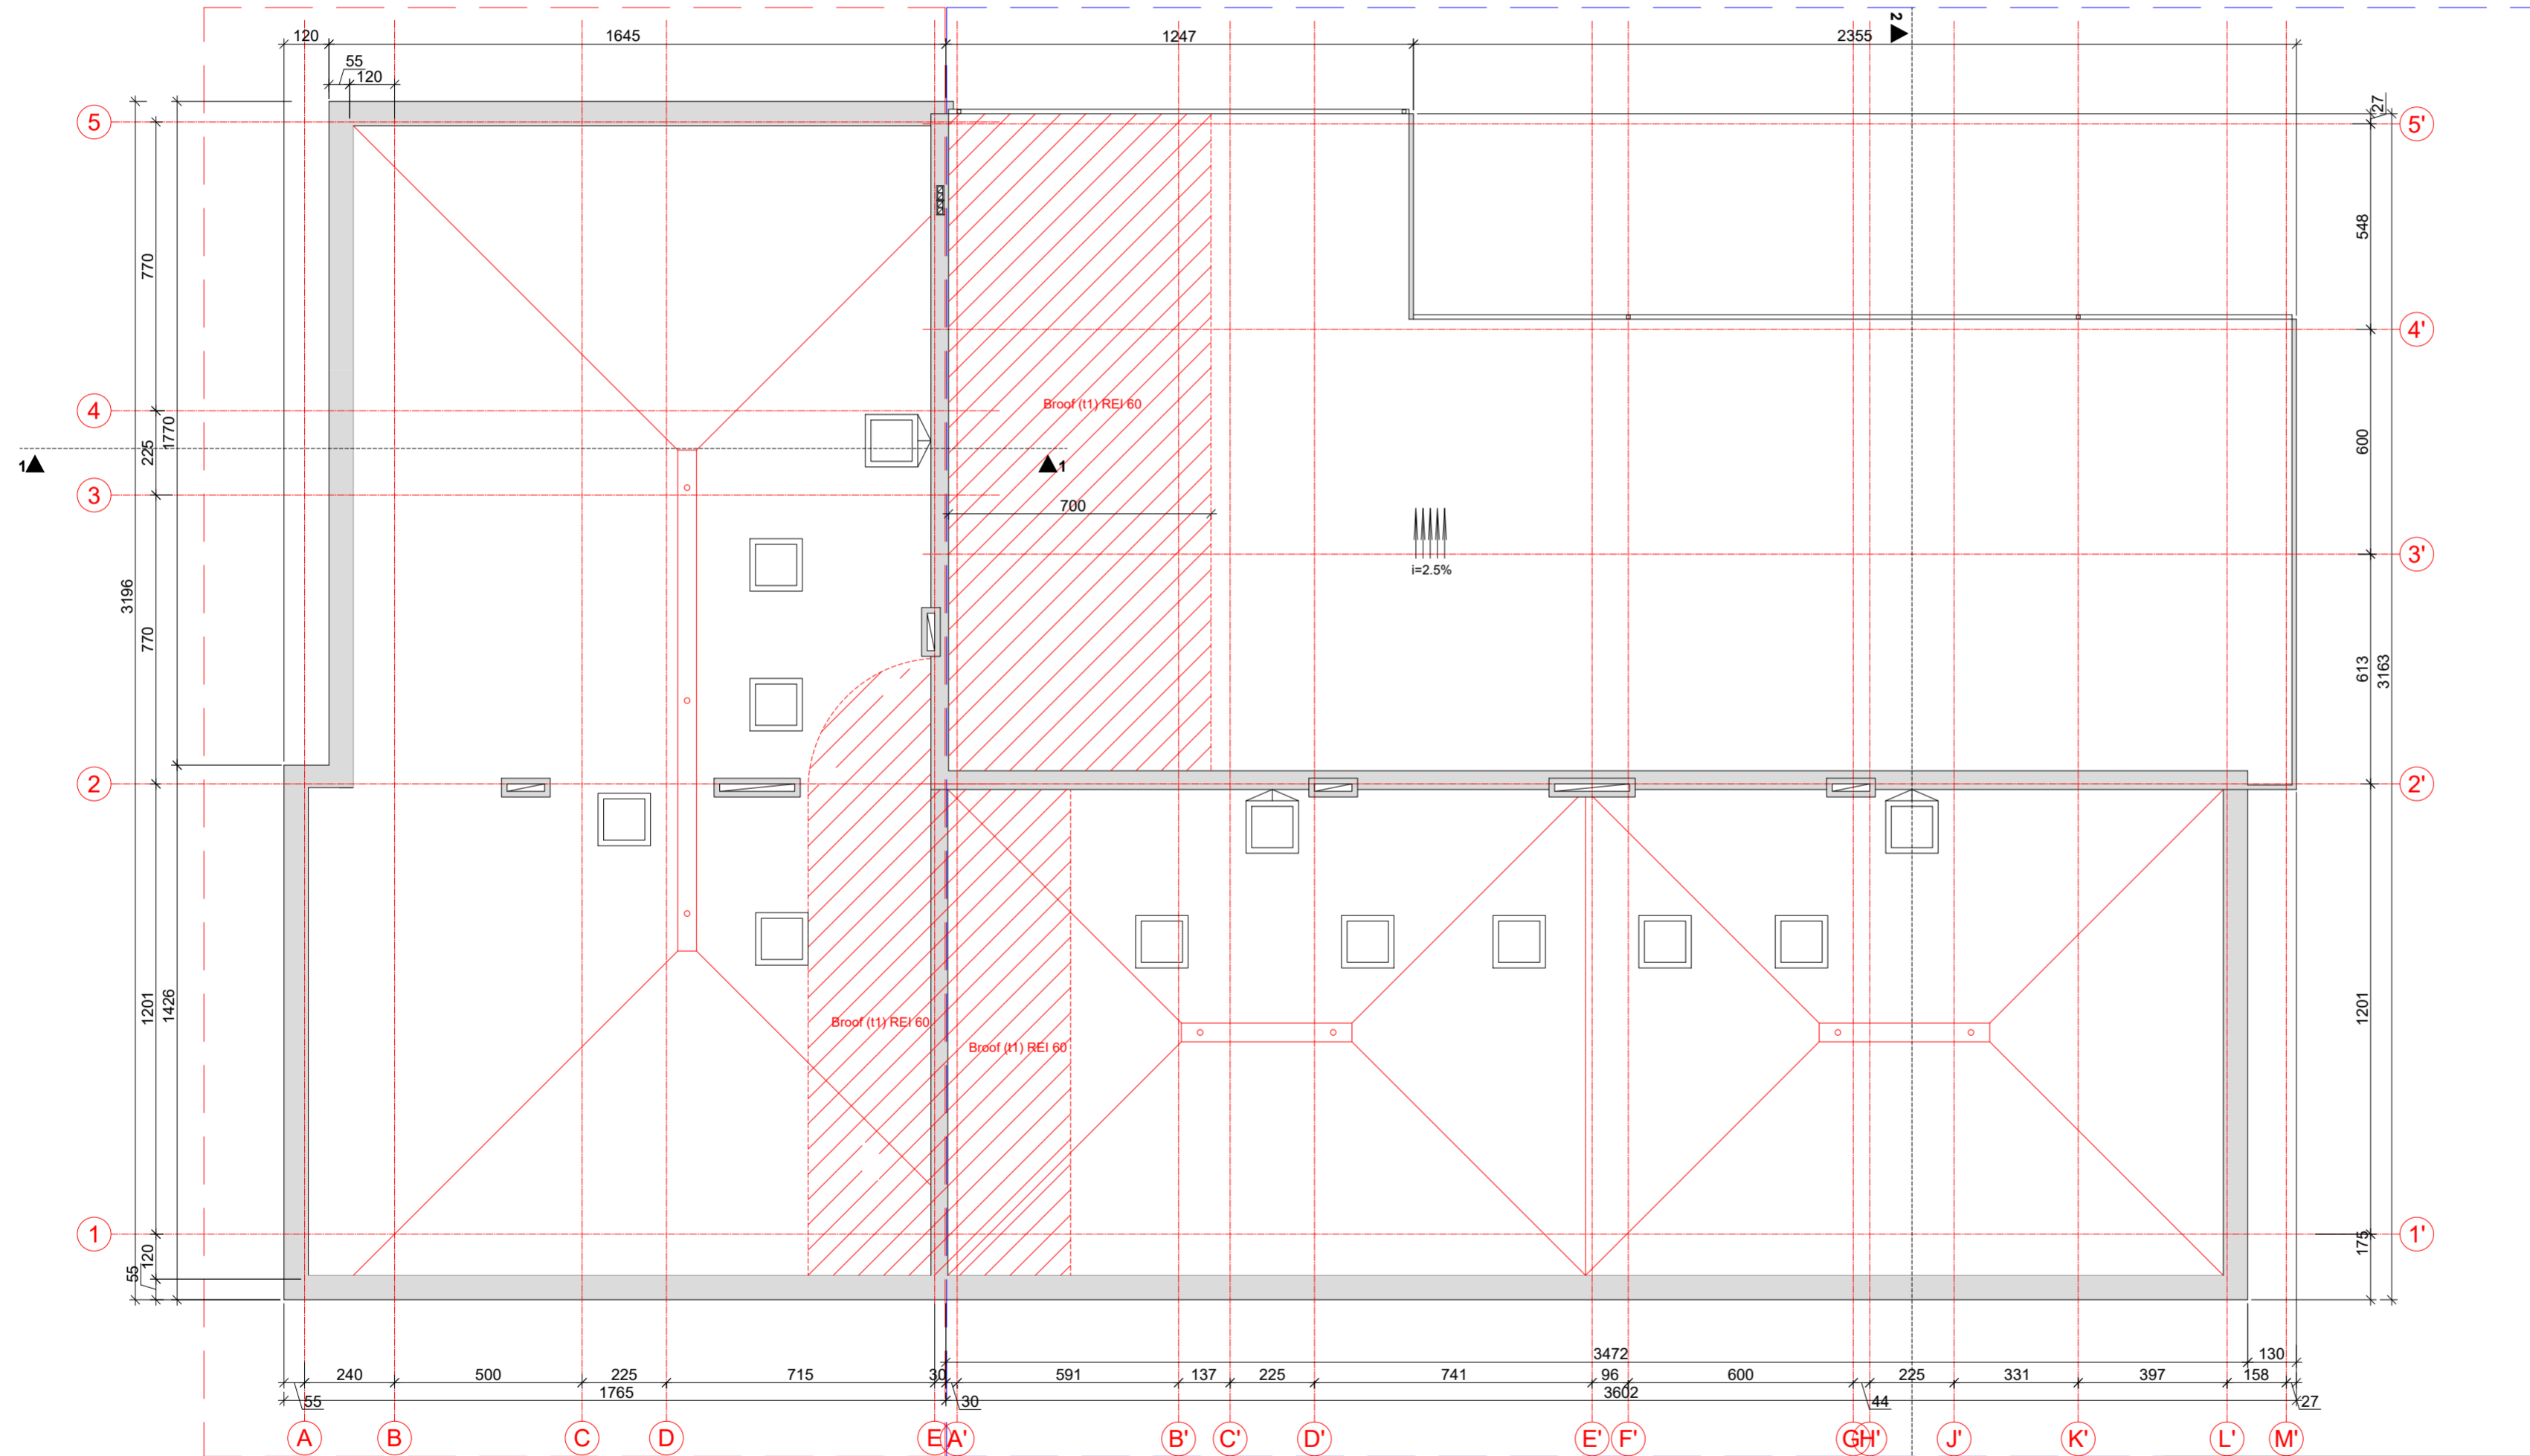 2
120
1645
1247
2355
55
120
27
5
5'
770
548
4'
4
Broof (t1) REI 60
1770
225
600
1
1
3
700
3'
i=2.5%
3196
770
613
3163
2
2'
1201
1426
1201
Broof (t1) REI 60
Broof (t1) REI 60
1
1'
120
175
55
3472
130
240
500
225
715
30
591
137
225
741
96
600
225
331
397
158
1765
3602
55
30
44
27
A
B
C
D
E
A'
B'
C'
D'
E'
F'
G'
H'
J'
K'
L'
M'